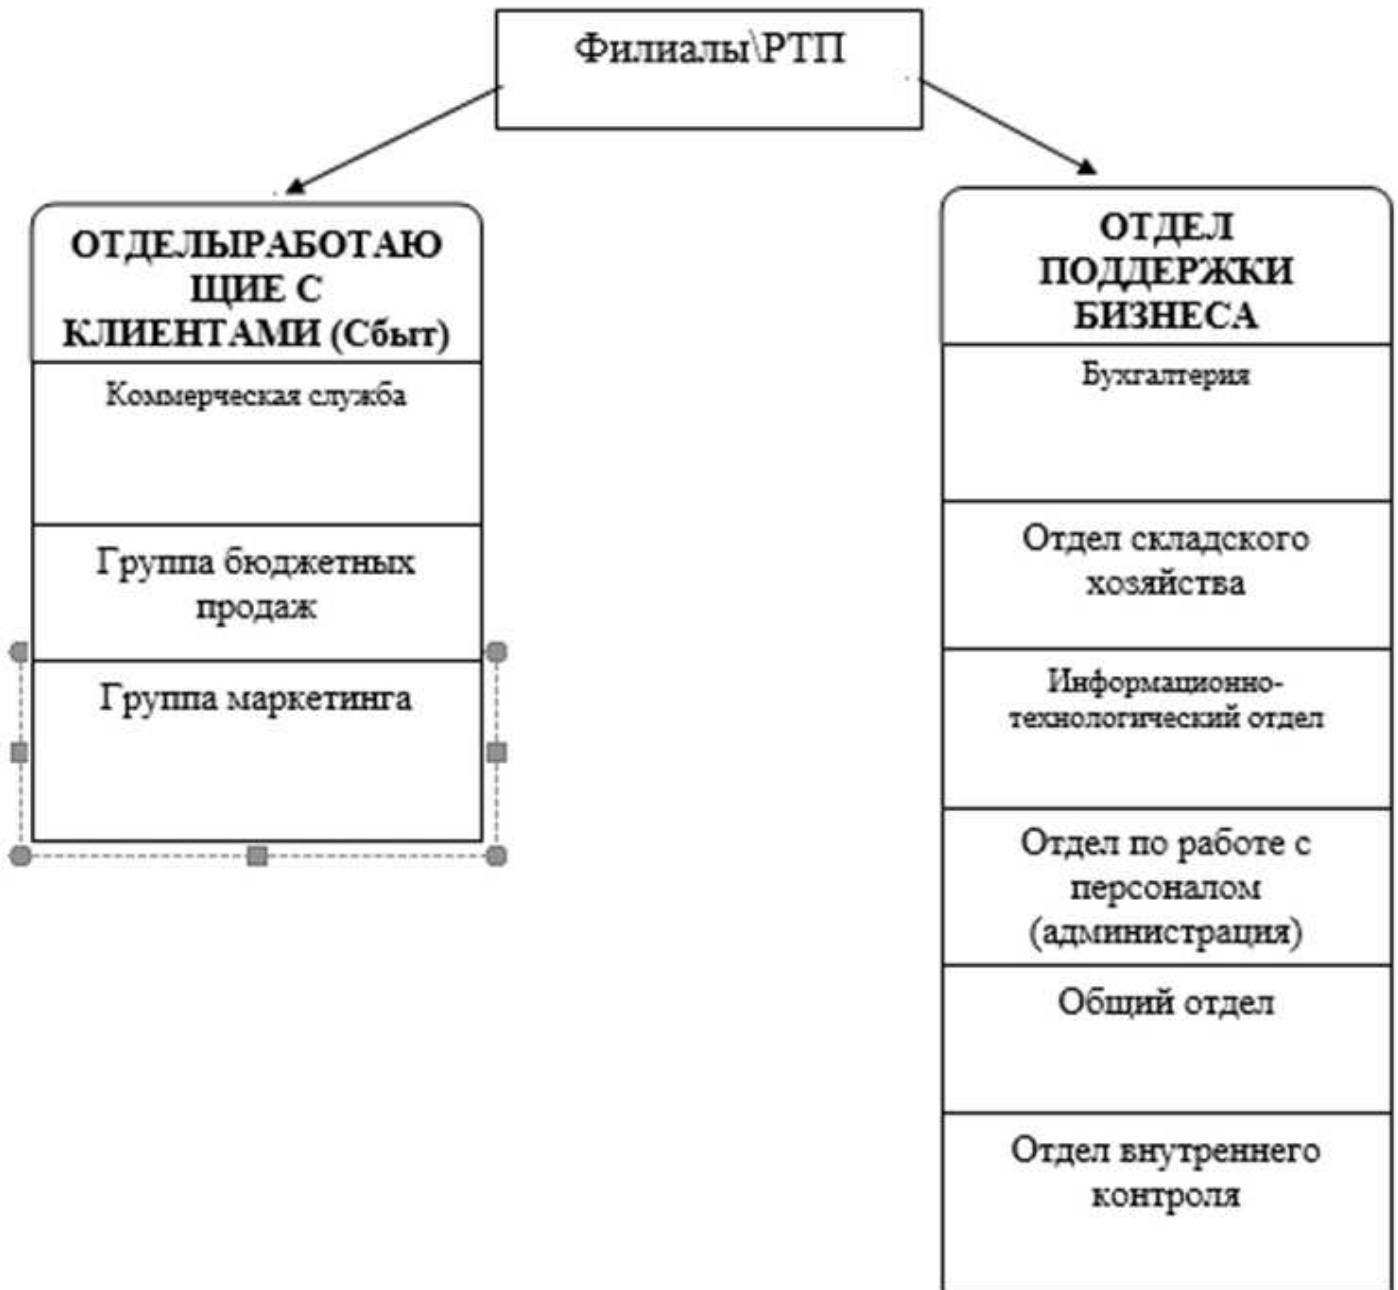 Филиалы\РТП
ОТДЕЛЫРАБОТАЮ
ЩИЕ С
КЛИЕНТАМИ (Сбыт)
Коммерческая служба
Группа бюджетных
продаж
Группа маркетинга
ОТДЕЛ
ПОДДЕРЖКИ
БИЗНЕСА
Бухгалтерия
Отдел складского
хозяйства
Информационно-
технологический отдел
Отдел по работе с
персоналом
(администрация)
Общий отдел
Отдел внутреннего
контроля